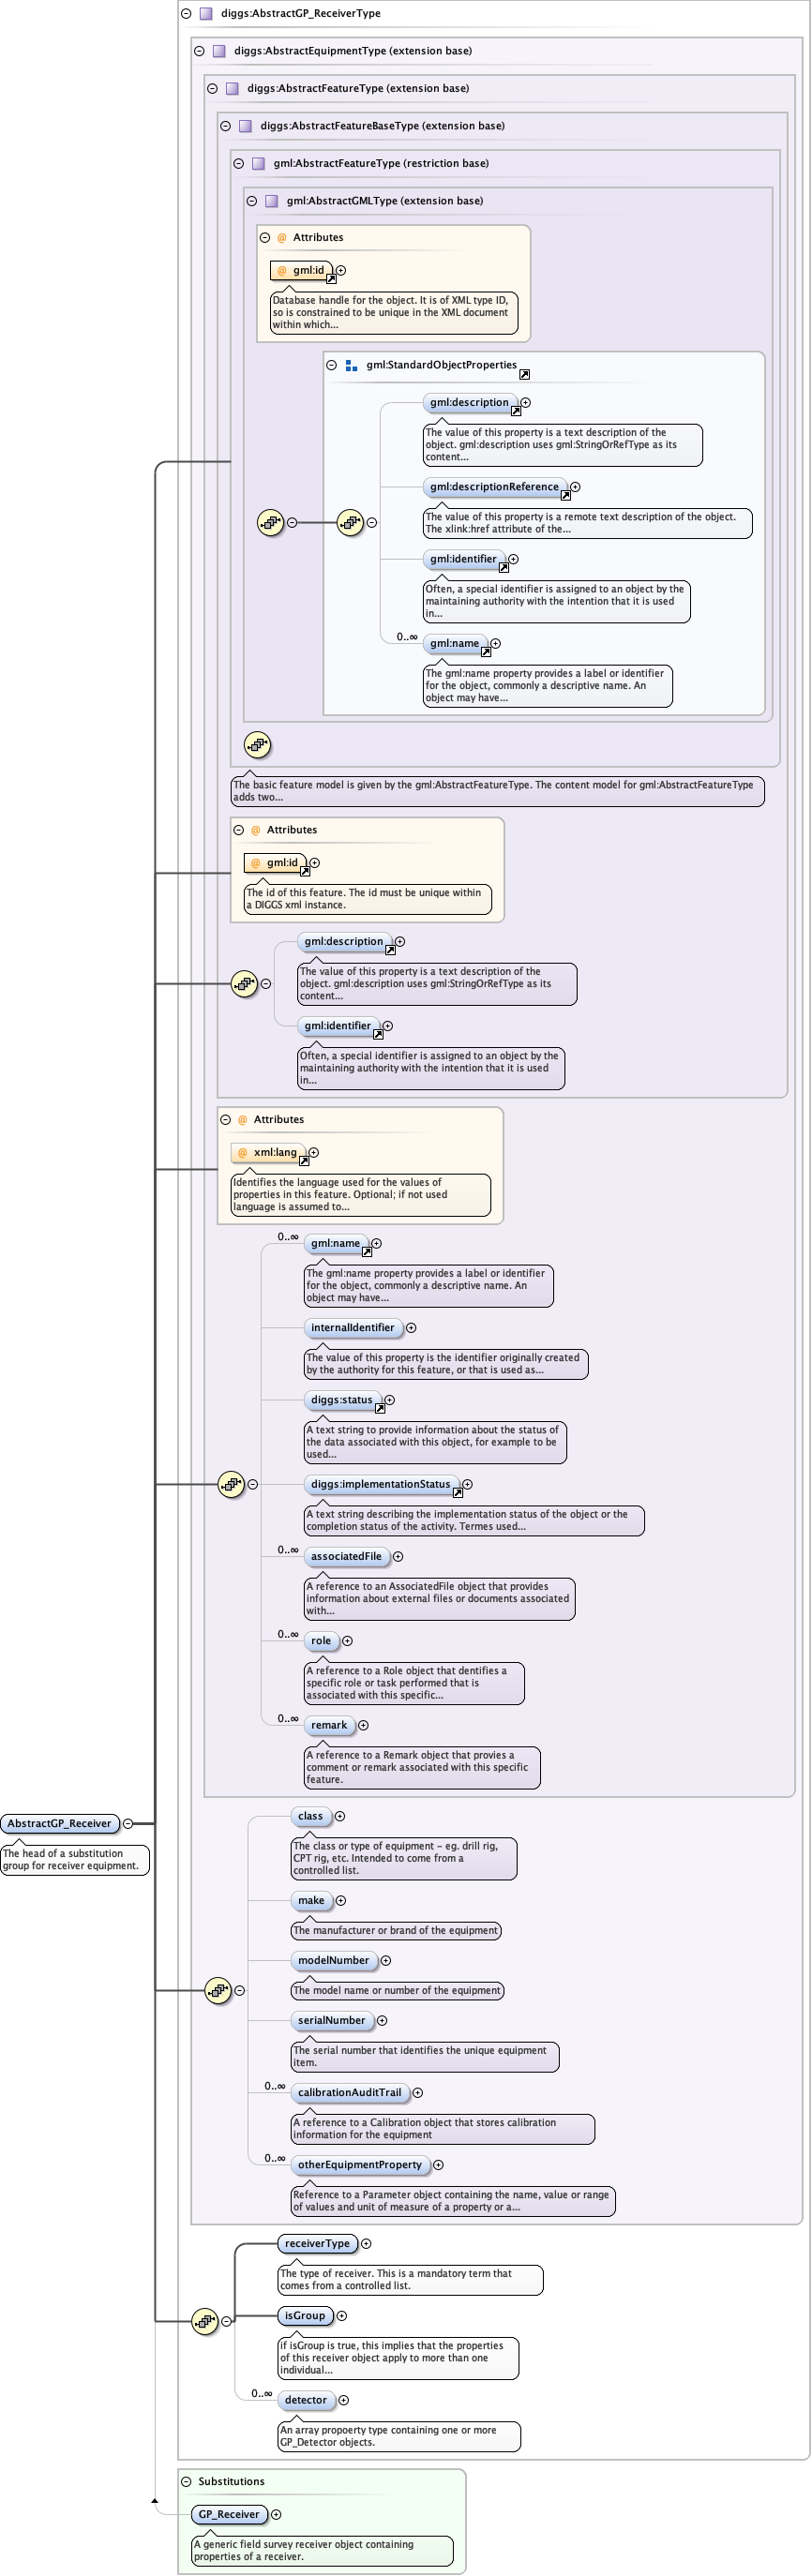 diggs:AbstractGP_ReceiverType
diggs:AbstractEquipmentType (extension base)
diggs:AbstractFeatureType (extension base)
diggs:AbstractFeatureBaseType (extension base)
gml:AbstractFeatureType (restriction base)
gml:AbstractGMLType (extension base)
@ Attributes
@ gml:id
Database handle for the object. It is of XML type ID,
so is constrained to be unique in the XML document
within which...
gml:StandardObjectProperties
gml:description
The value of this property is a text description of the
object. gml:description uses gml:StringOrRefType as its
content...
gml:descriptionReference
The value of this property is a remote text description of the object.
The xlink:href attribute of the...
gml:identifier
Often, a special identifier is assigned to an object by the
maintaining authority with the intention that it is used
in...
0..∞
gml:name
The gml:name property provides a label or identifier
for the object, commonly a descriptive name. An
object may have...
The basic feature model is given by the gml:AbstractFeatureType. The content model for gml:AbstractFeatureType
adds two...
@ Attributes
@ gml:id
The id of this feature. The id must be unique within
a DIGGS xml instance.
gml:description
The value of this property is a text description of the
object. gml:description uses gml:StringOrRefType as its
content...
gml:identifier
Often, a special identifier is assigned to an object by the
maintaining authority with the intention that it is used
in...
@ Attributes
@ xml:lang
Identifies the language used for the values of
properties in this feature. Optional; if not used
language is assumed to...
0..∞
gml:name
The gml:name property provides a label or identifier
for the object, commonly a descriptive name. An
object may have...
internalIdentifier
The value of this property is the identifier originally created
by the authority for this feature, or that is used as...
diggs:status
A text string to provide information about the status of
the data associated with this object, for example to be
used...
diggs:implementationStatus
A text string describing the implementation status of the object or the
completion status of the activity. Termes used...
0..∞
associatedFile
A reference to an AssociatedFile object that provides
information about external files or documents associated
with...
0..∞
role
A reference to a Role object that dentifies a
specific role or task performed that is
associated with this specific...
0..∞
remark
A reference to a Remark object that provies a
comment or remark associated with this specific
feature.
AbstractGP_Receiver
The head of a substitution
group for receiver equipment.
class
The class or type of equipment - eg. drill rig,
CPT rig, etc. Intended to come from a
controlled list.
make
The manufacturer or brand of the equipment
modelNumber
The model name or number of the equipment
serialNumber
The serial number that identifies the unique equipment
item.
0..∞
calibrationAuditTrail
A reference to a Calibration object that stores calibration
information for the equipment
0..∞
otherEquipmentProperty
Reference to a Parameter object containing the name, value or range
of values and unit of measure of a property or a...
receiverType
The type of receiver. This is a mandatory term that
comes from a controlled list.
isGroup
if isGroup is true, this implies that the properties
of this receiver object apply to more than one
individual...
0..∞
detector
An array propoerty type containing one or more
GP_Detector objects.
Substitutions
GP_Receiver
A generic field survey receiver object containing
properties of a receiver.